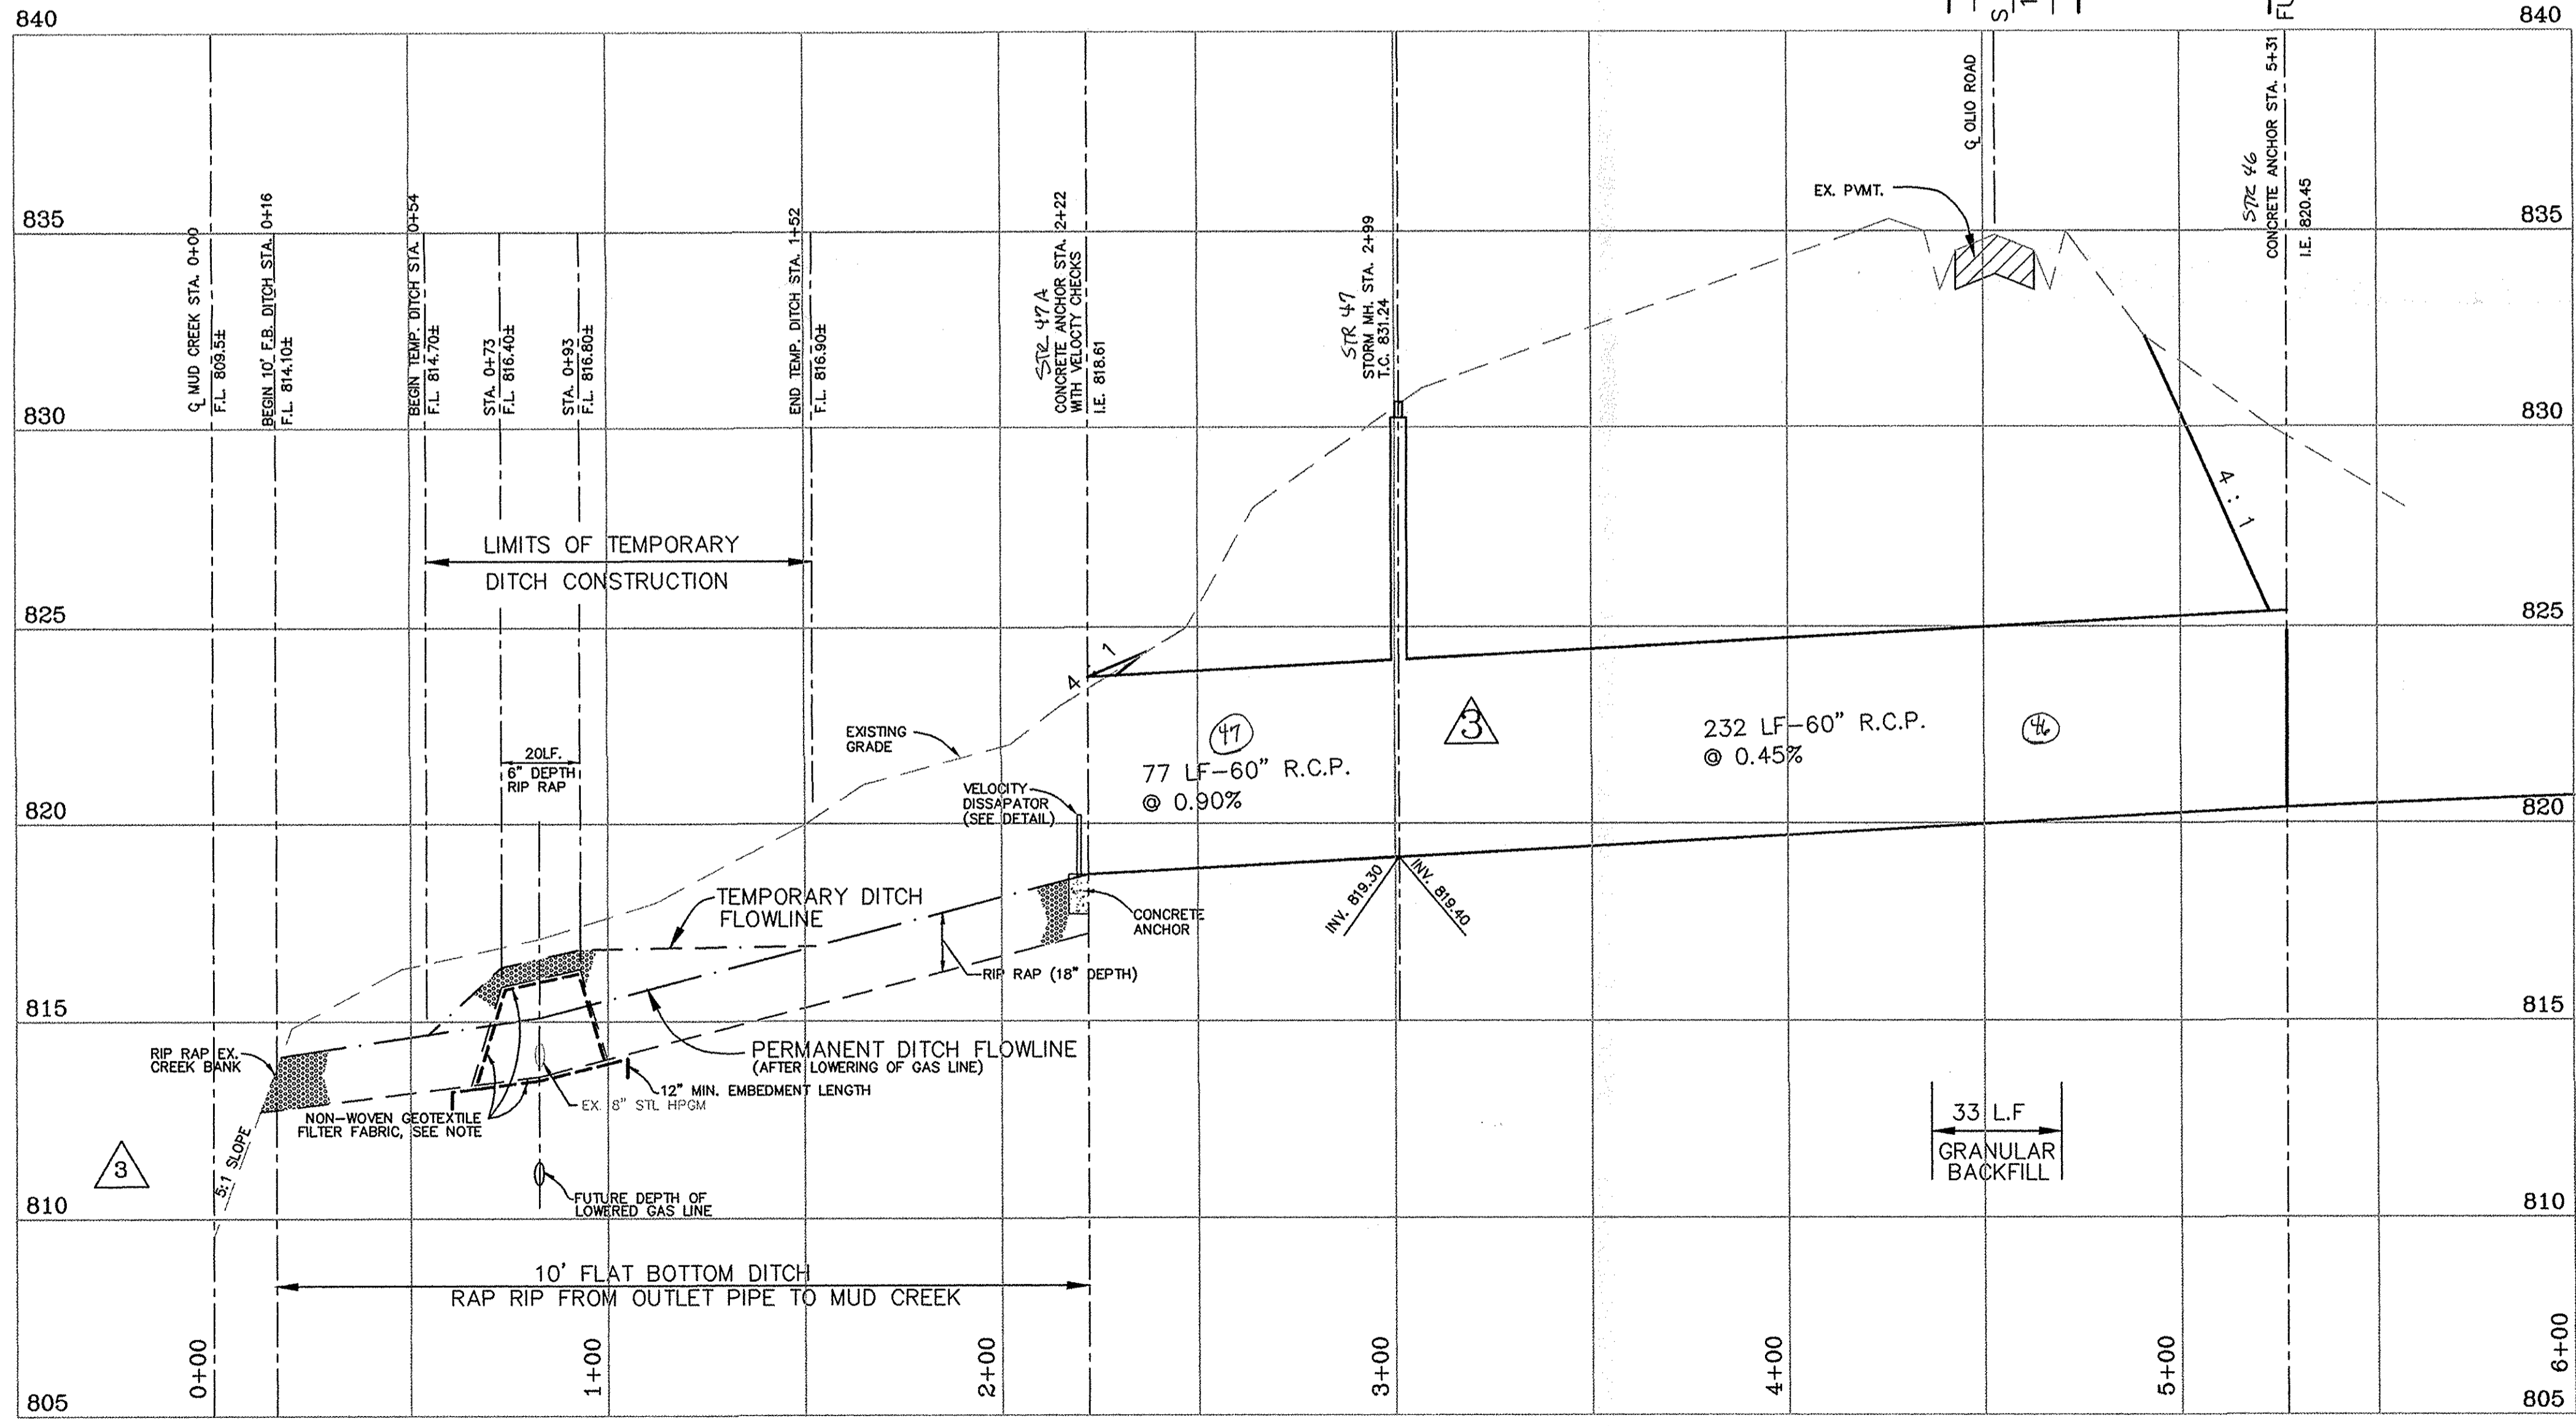 840
840
S
1
FU
℄ MUD CREEK STA. 0+00
F.L. 809.5±
BEGIN 10' F.B. DITCH STA. 0+16
F.L. 814.10±
BEGIN TEMP. DITCH STA. 0+54
F.L. 814.70±
STA. 0+73
F.L. 816.40±
STA. 0+93
F.L. 816.80±
END TEMP. DITCH STA. 1+52
F.L. 816.90±
STR 47A
CONCRETE ANCHOR STA. 2+22
WITH VELOCTY CHECKS
I.E. 818.61
STR 47
STORM MH. STA. 2+99
T.C. 831.24
℄ OLIO ROAD
EX. PVMT.
STR 46
CONCRETE ANCHOR STA. 5+31
I.E. 820.45
835
835
830
830
LIMITS OF TEMPORARY
DITCH CONSTRUCTION
4 : 1
825
825
4 : 1
EXISTING
GRADE
20LF.
6" DEPTH
RIP RAP
VELOCITY
DISSAPATOR
(SEE DETAIL)
47
77 LF-60" R.C.P.
@ 0.90%
3
232 LF-60" R.C.P.
@ 0.45%
46
820
820
TEMPORARY DITCH
FLOWLINE
CONCRETE
ANCHOR
INV. 819.30
INV. 819.40
RIP RAP (18" DEPTH)
815
815
RIP RAP EX.
CREEK BANK
PERMANENT DITCH FLOWLINE
(AFTER LOWERING OF GAS LINE)
12" MIN. EMBEDMENT LENGTH
EX. 8" STL HPGM
NON-WOVEN GEOTEXTILE
FILTER FABRIC, SEE NOTE
3
5:1 SLOPE
FUTURE DEPTH OF
LOWERED GAS LINE
33 L.F
GRANULAR
BACKFILL
810
810
10' FLAT BOTTOM DITCH
RAP RIP FROM OUTLET PIPE TO MUD CREEK
0+00
1+00
2+00
3+00
4+00
5+00
6+00
805
805